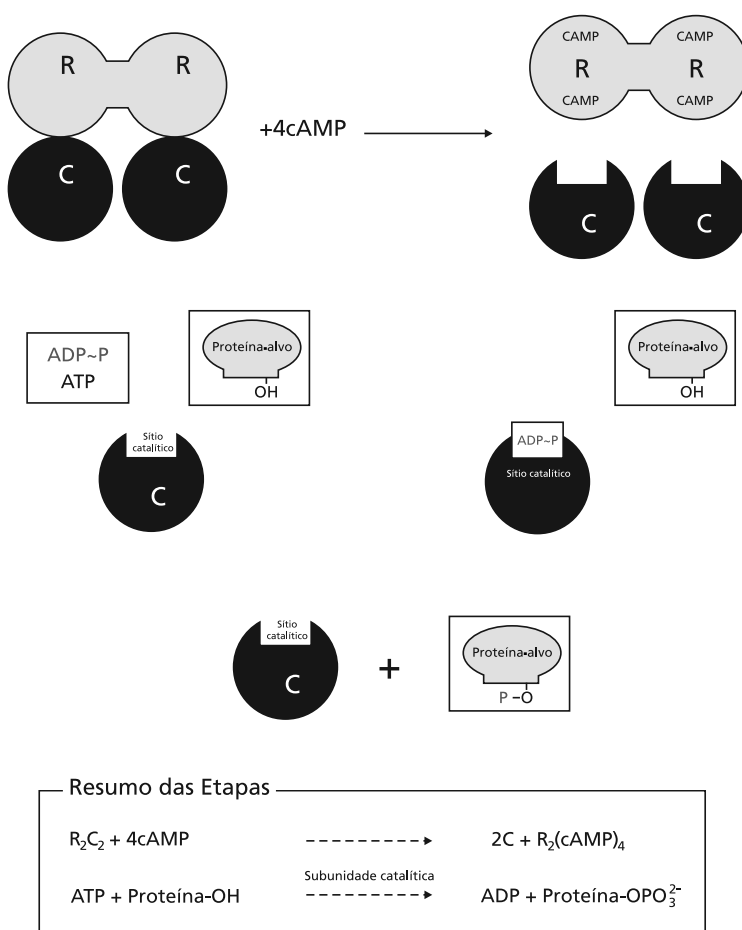 R R
C C
+4cAMP
CAMP CAMP
R R
CAMP CAMP
C C
ADP~P
ATP
Proteína-alvo
OH
Proteína-alvo
OH
Sítio
catalítico
C
ADP~P
Sítio catalítico
Sítio
catalítico
C
+
Proteína-alvo
P –O
Resumo das Etapas
R₂C₂ + 4cAMP 2C + R₂(cAMP)₄
Subunidade catalítica
ATP + Proteína-OH ADP + Proteína-OPO₃²⁻